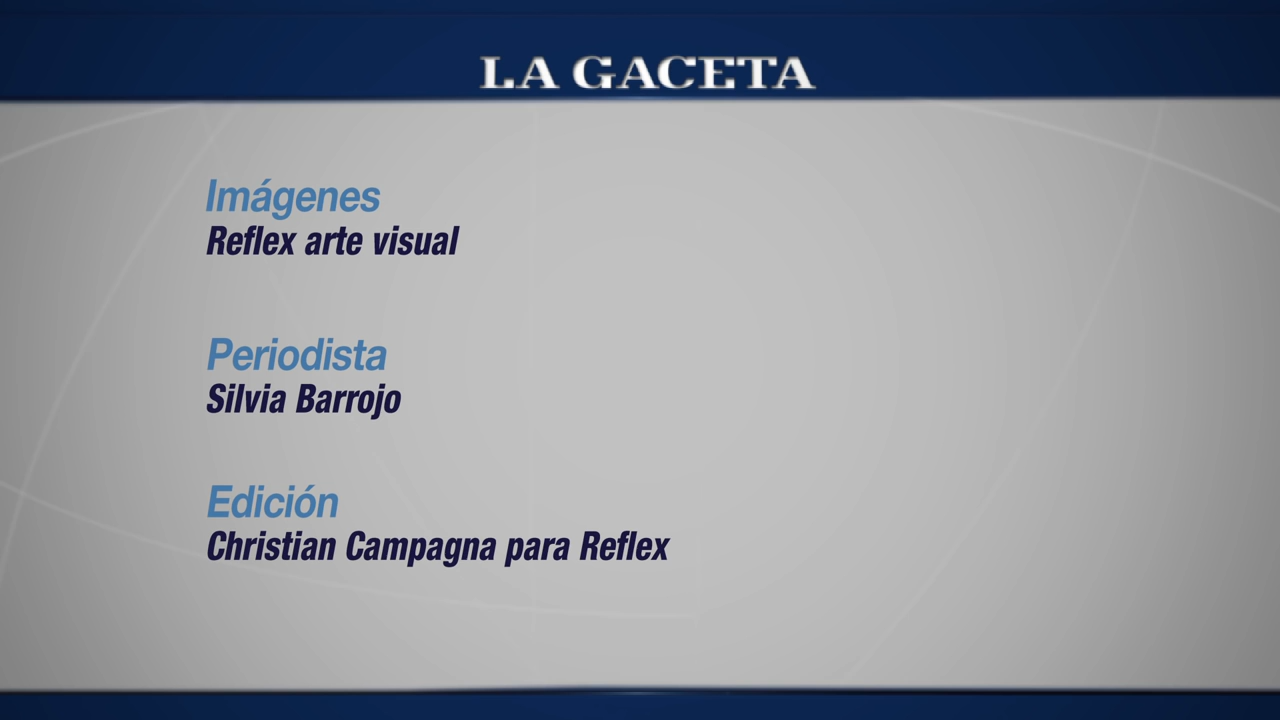 LA GACETA
Imágenes
Reflex arte visual
Periodista
Silvia Barrojo
Edición
Christian Campagna para Reflex